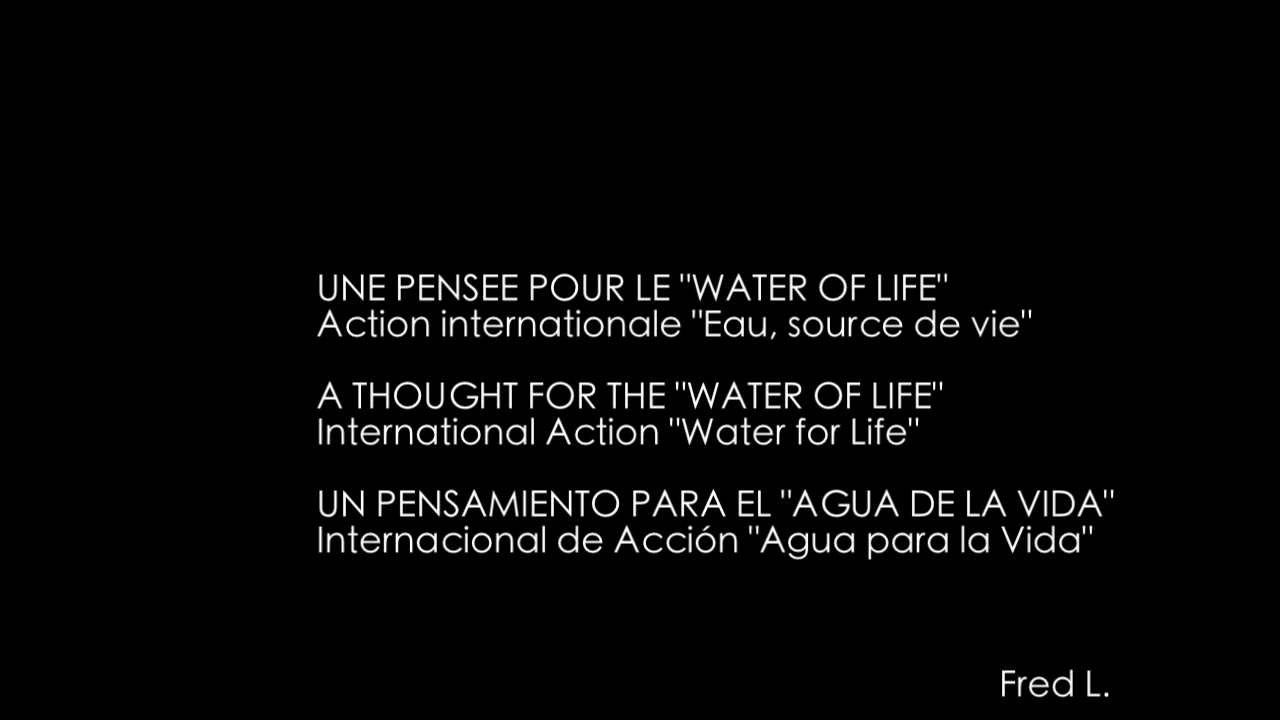 UNE PENSEE POUR LE "WATER OF LIFE"
Action internationale "Eau, source de vie"
A THOUGHT FOR THE "WATER OF LIFE"
International Action "Water for Life"
UN PENSAMIENTO PARA EL "AGUA DE LA VIDA"
Internacional de Acción "Agua para la Vida"
Fred L.